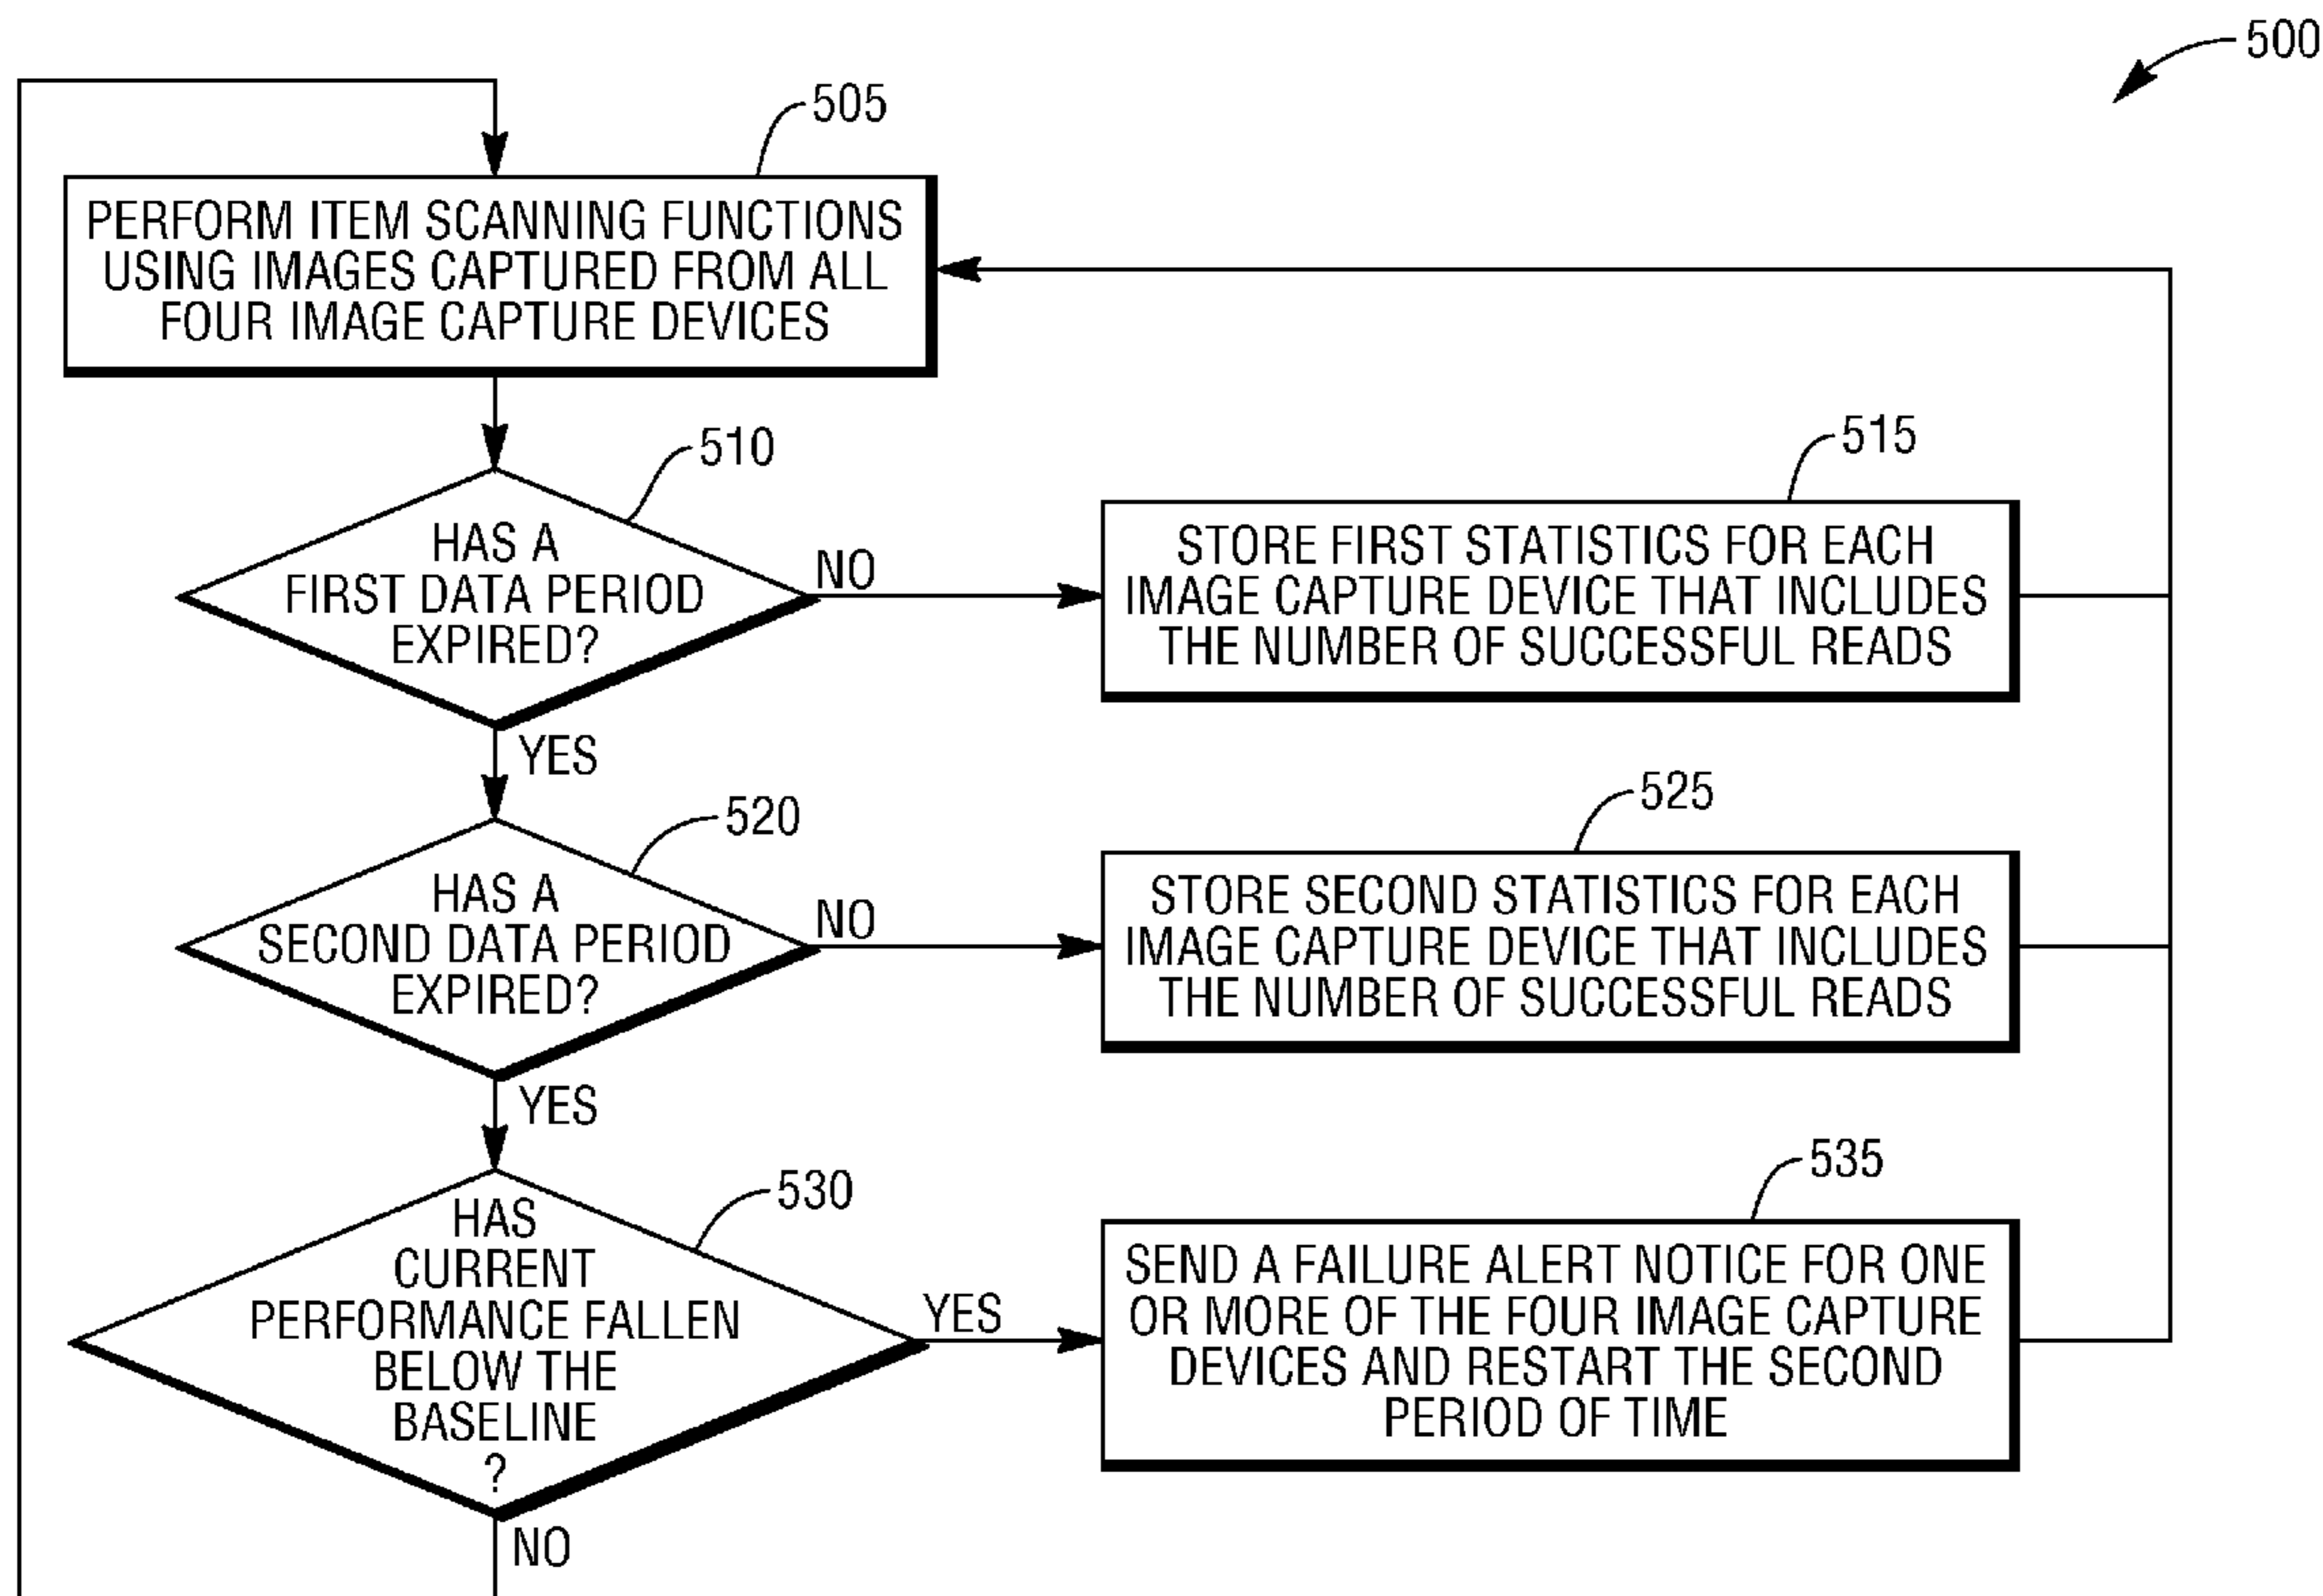 500
505
PERFORM ITEM SCANNING FUNCTIONS
USING IMAGES CAPTURED FROM ALL
FOUR IMAGE CAPTURE DEVICES
510
HAS A
FIRST DATA PERIOD
EXPIRED?
NO
515
STORE FIRST STATISTICS FOR EACH
IMAGE CAPTURE DEVICE THAT INCLUDES
THE NUMBER OF SUCCESSFUL READS
YES
520
HAS A
SECOND DATA PERIOD
EXPIRED?
NO
525
STORE SECOND STATISTICS FOR EACH
IMAGE CAPTURE DEVICE THAT INCLUDES
THE NUMBER OF SUCCESSFUL READS
YES
530
HAS
CURRENT
PERFORMANCE FALLEN
BELOW THE
BASELINE
?
YES
535
SEND A FAILURE ALERT NOTICE FOR ONE
OR MORE OF THE FOUR IMAGE CAPTURE
DEVICES AND RESTART THE SECOND
PERIOD OF TIME
NO